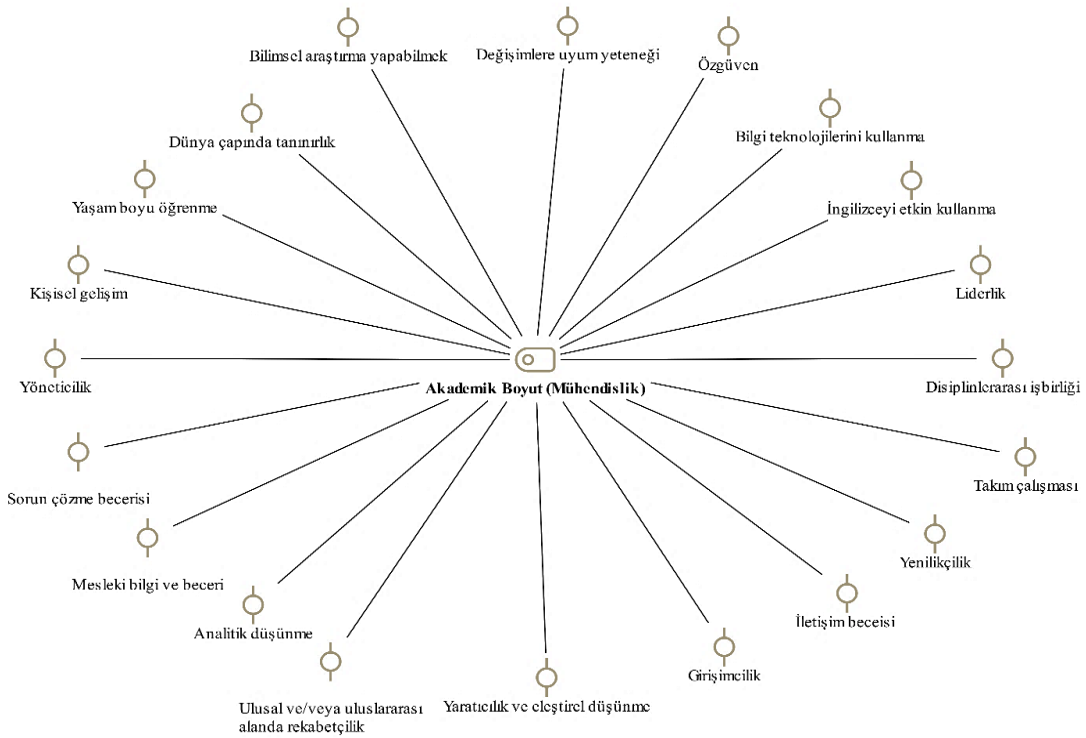 Bilimsel araştırma yapabilmek
Değişimlere uyum yeteneği
Özgüven
Dünya çapında tanınırlık
Bilgi teknolojilerini kullanma
Yaşam boyu öğrenme
İngilizceyi etkin kullanma
Kişisel gelişim
Liderlik
Yöneticilik
Akademik Boyut (Mühendislik)
Disiplinlerarası işbirliği
Sorun çözme becerisi
Takım çalışması
Mesleki bilgi ve beceri
Yenilikçilik
Analitik düşünme
İletişim beceisi
Ulusal ve/veya uluslararası
alanda rekabetçilik
Yaratıcılık ve eleştirel düşünme
Girişimcilik